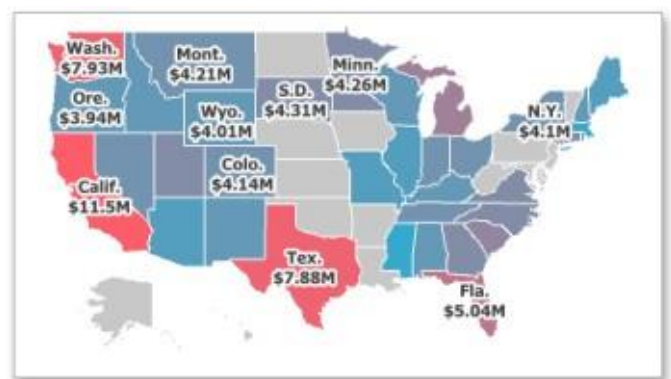 Wash.
$7.93M
Mont.
$4.21M
Minn.
$4.26M
Ore.
$3.94M
Wyo.
$4.01M
S.D.
$4.31M
N.Y.
$4.1M
Colo.
$4.14M
Calif.
$11.5M
Tex.
$7.88M
Fla.
$5.04M